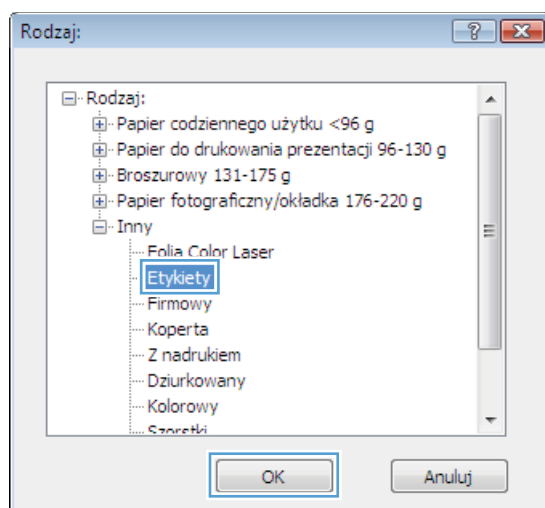 Rodzaj:
Rodzaj:
Papier codziennego użytku <96 g
Papier do drukowania prezentacji 96-130 g
Broszurowy 131-175 g
Papier fotograficzny/okładka 176-220 g
Inny
Folia Color Laser
Etykiety
Firmowy
Koperta
Z nadrukiem
Dziurkowany
Kolorowy
Szorstki
OK Anuluj